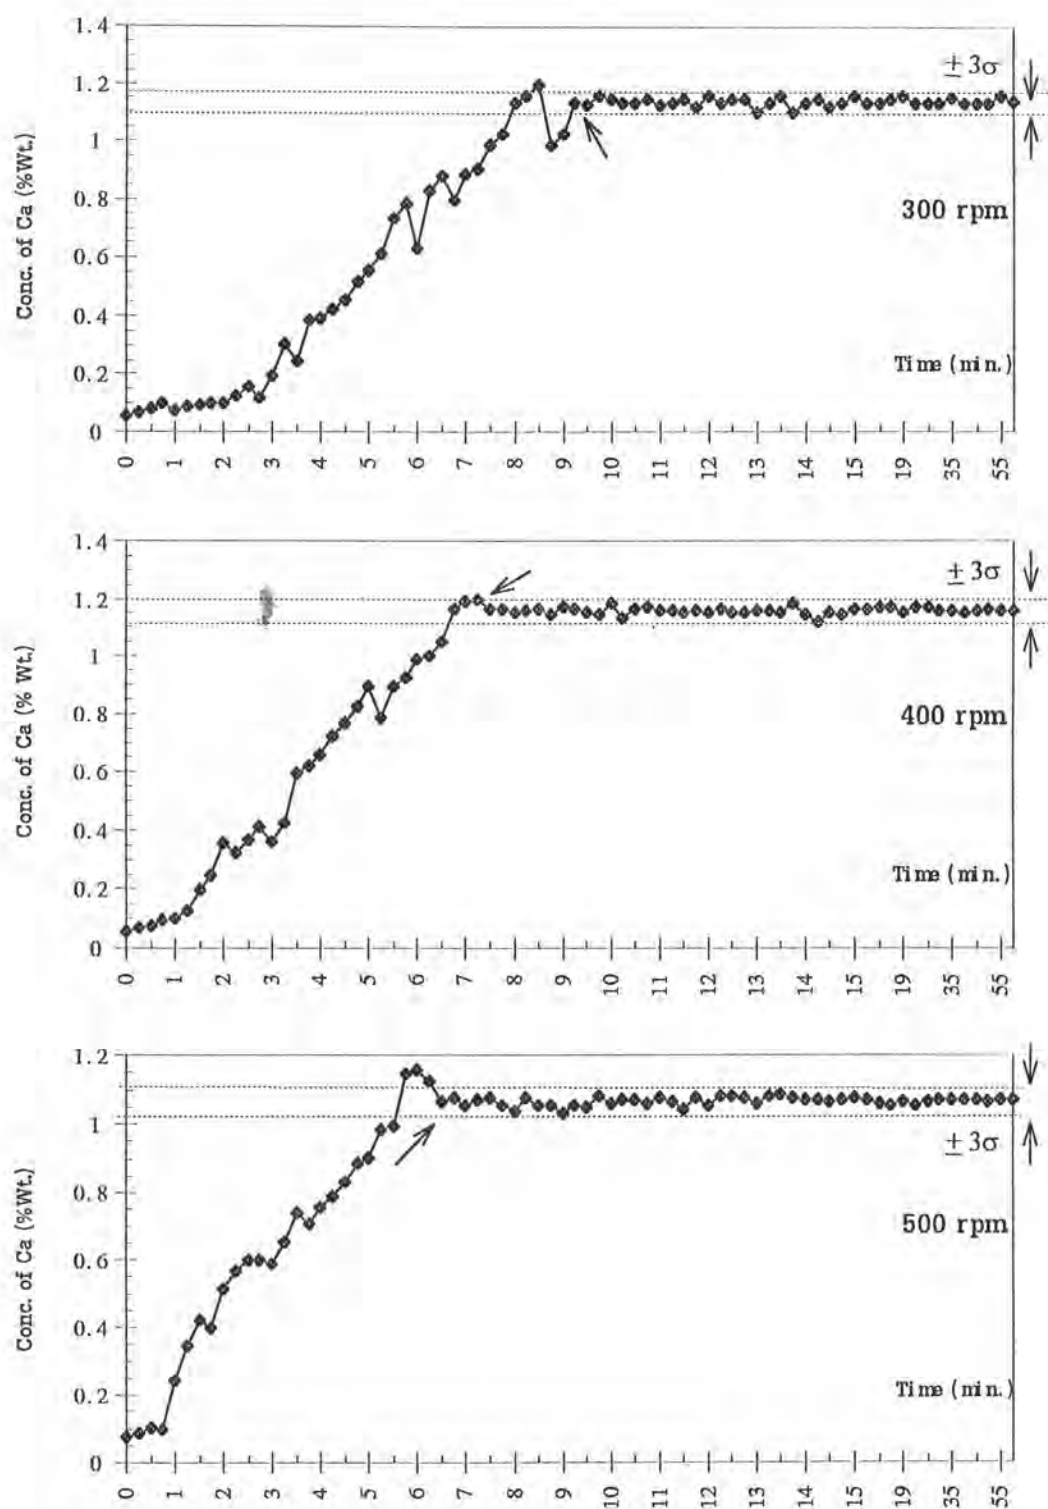 1.4
1.2
1
0.8
0.6
0.4
0.2
0
Conc. of Ca (%Wt.)
± 3σ
300 rpm
Time (min.)
0 1 2 3 4 5 6 7 8 9 10 11 12 13 14 15 19 35 55
1.4
1.2
1
0.8
0.6
0.4
0.2
0
Conc. of Ca (% Wt.)
± 3σ
400 rpm
Time (min.)
0 1 2 3 4 5 6 7 8 9 10 11 12 13 14 15 19 35 55
1.2
1
0.8
0.6
0.4
0.2
0
Conc. of Ca (%Wt.)
± 3σ
500 rpm
Time (min.)
0 1 2 3 4 5 6 7 8 9 10 11 12 13 14 15 19 35 55